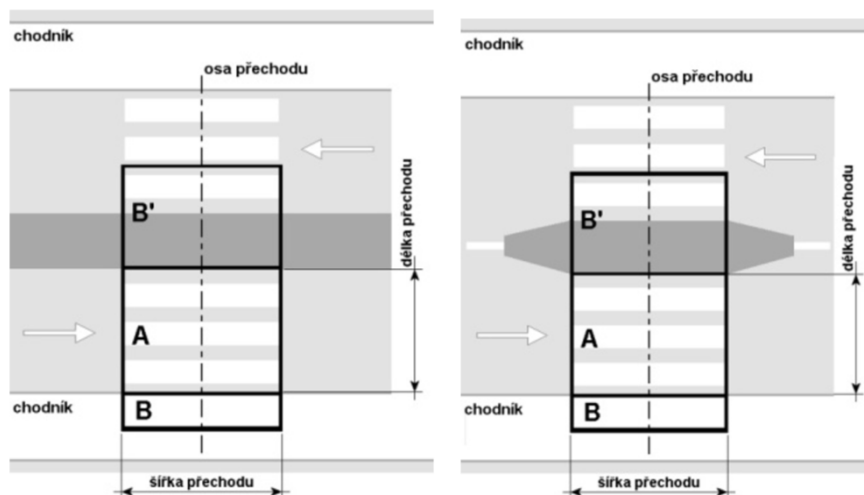 chodník
osa přechodu
B'
A
délka přechodu
chodník
B
šířka přechodu
chodník
osa přechodu
B'
A
délka přechodu
chodník
B
šířka přechodu